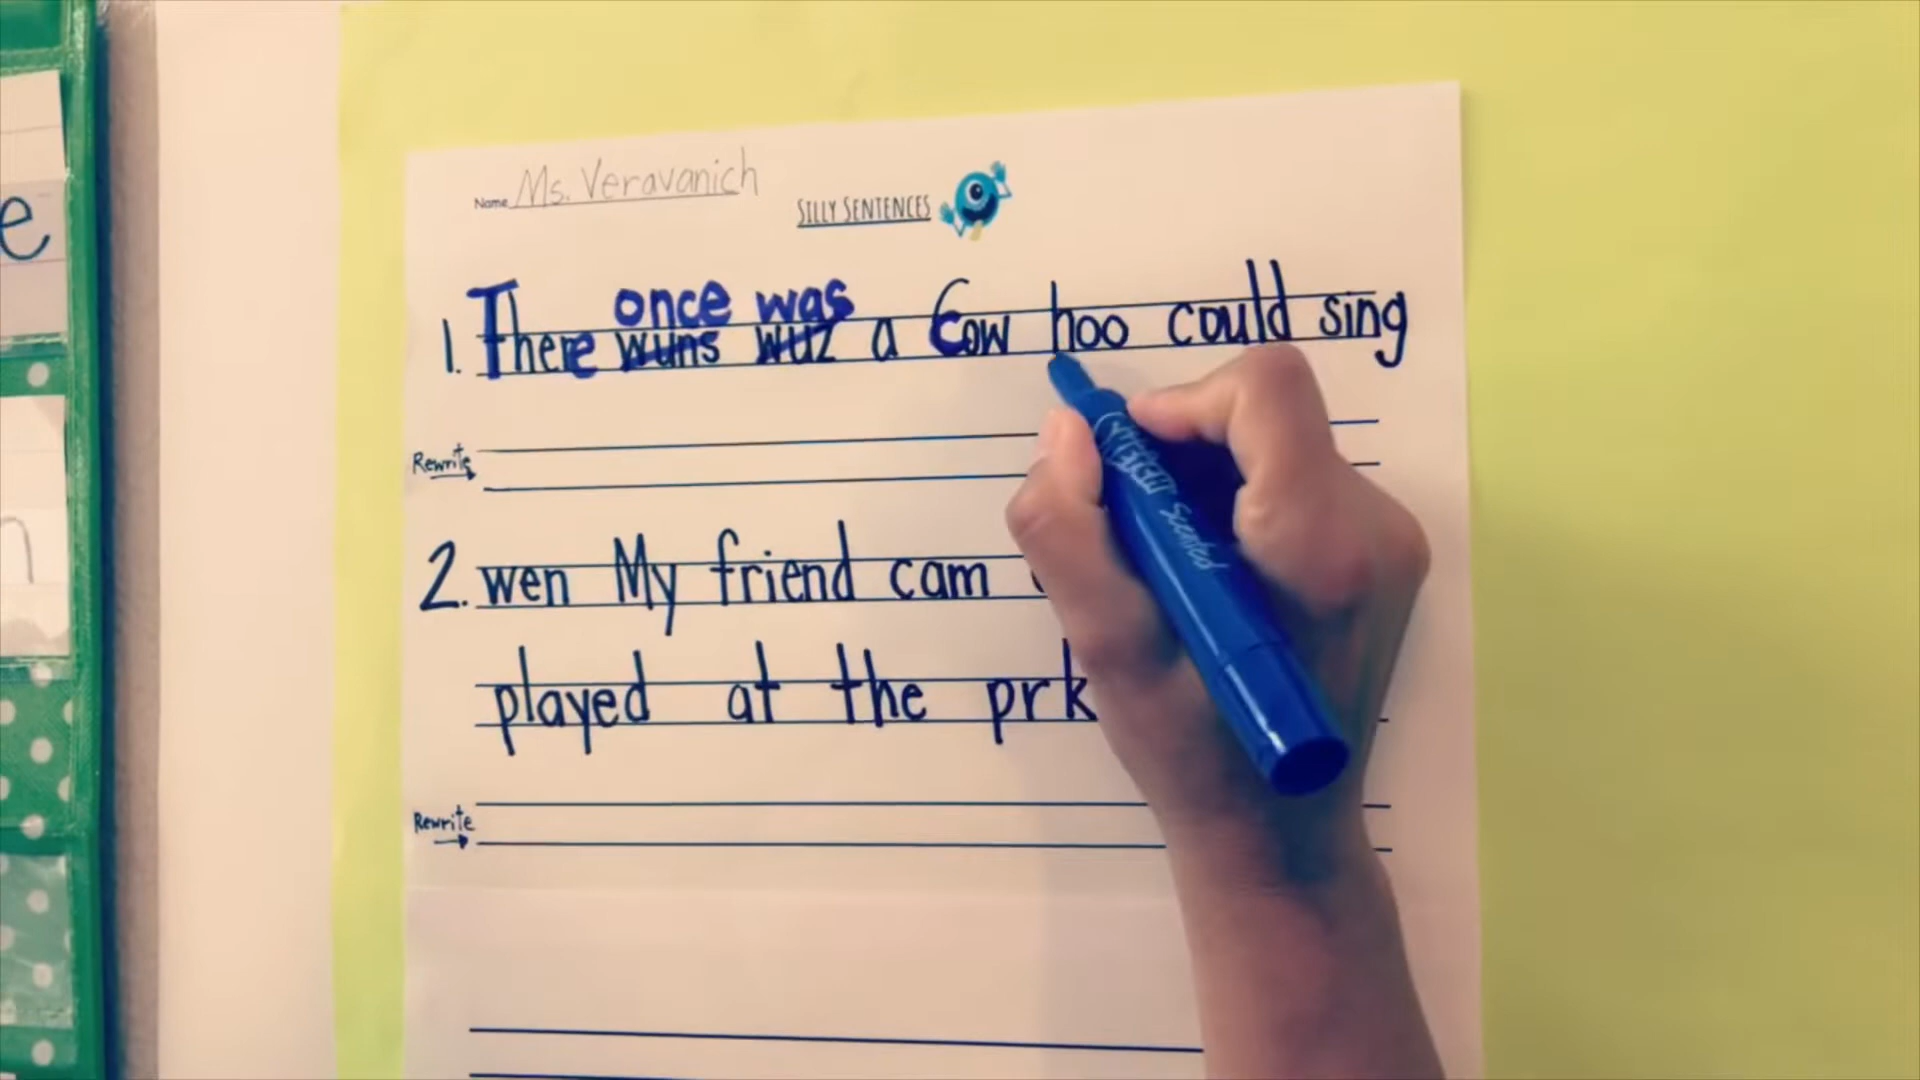 e
n
Name Ms. Veravanich
SILLY SENTENCES
once was
1. There wuns wuz a Cow hoo could sing
Rewrite
2. wen My friend cam
played at the prk
Rewrite
Scented